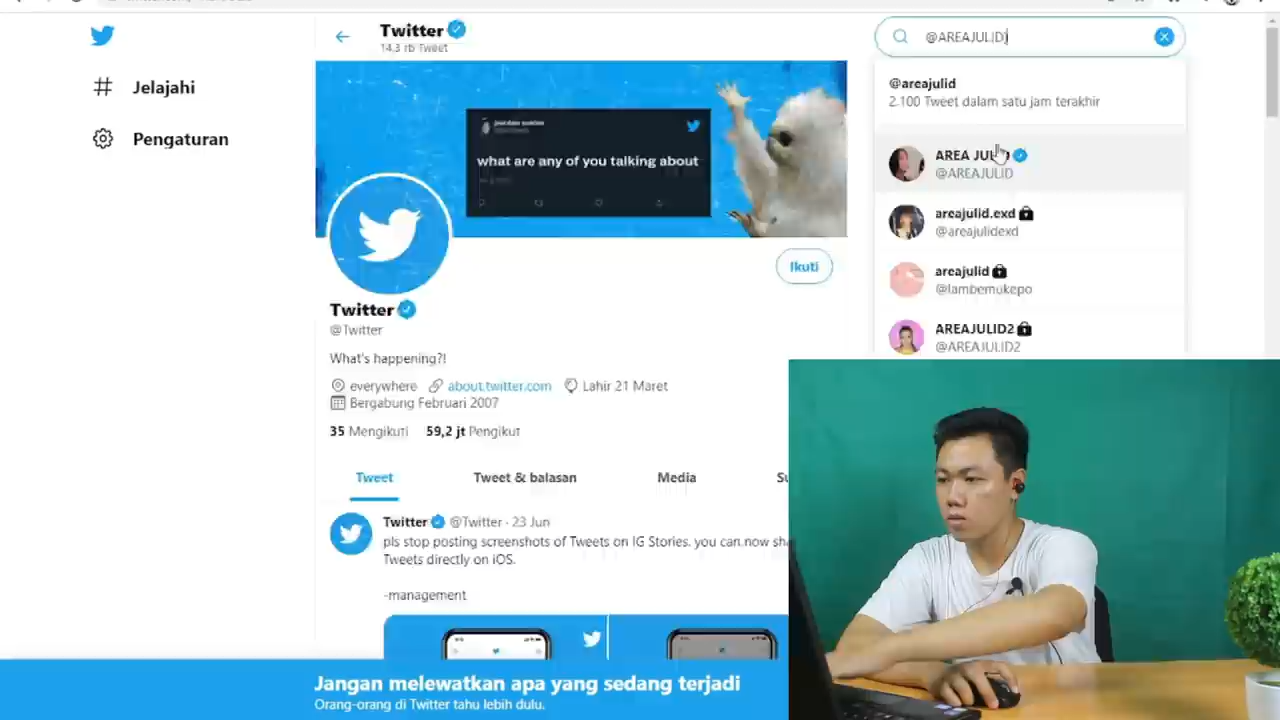 Jelajahi
Pengaturan
Twitter
14.3 rb Tweet
what are any of you talking about
Ikuti
Twitter
@Twitter
What's happening?!
everywhere about.twitter.com Lahir 21 Maret
Bergabung Februari 2007
35 Mengikuti 59,2 jt Pengikut
Tweet Tweet & balasan Media
Twitter @Twitter · 23 Jun
pls stop posting screenshots of Tweets on IG Stories. you can now
Tweets directly on iOS.
-management
@AREAJULID
@areajulid
2.100 Tweet dalam satu jam terakhir
AREA
@AREAJULID
areajulid.exd
@areajulidexd
areajulid
@lambemukepo
AREAJULID2
@AREAJULID2
Jangan melewatkan apa yang sedang terjadi
Orang-orang di Twitter tahu lebih dulu.